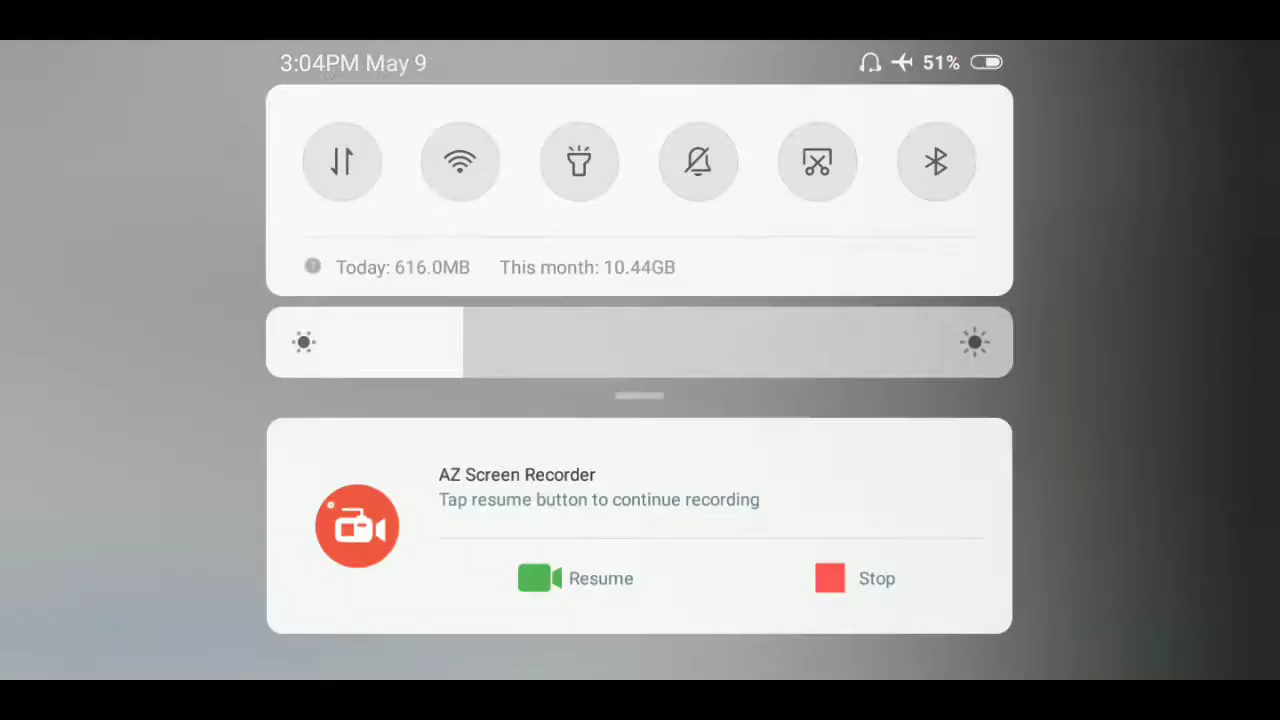 3:04PM May 9 51%
Today: 616.0MB This month: 10.44GB
AZ Screen Recorder
Tap resume button to continue recording
Resume Stop